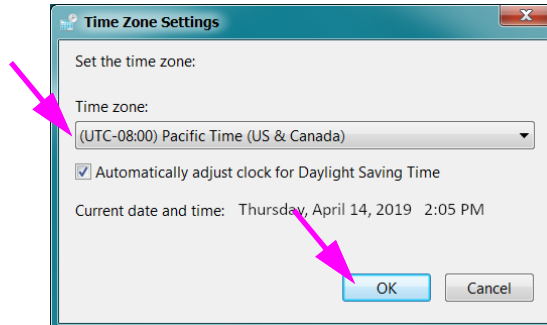 Time Zone Settings
X
Set the time zone:
Time zone:
(UTC-08:00) Pacific Time (US & Canada)
Automatically adjust clock for Daylight Saving Time
Current date and time: Thursday, April 14, 2019 2:05 PM
OK Cancel